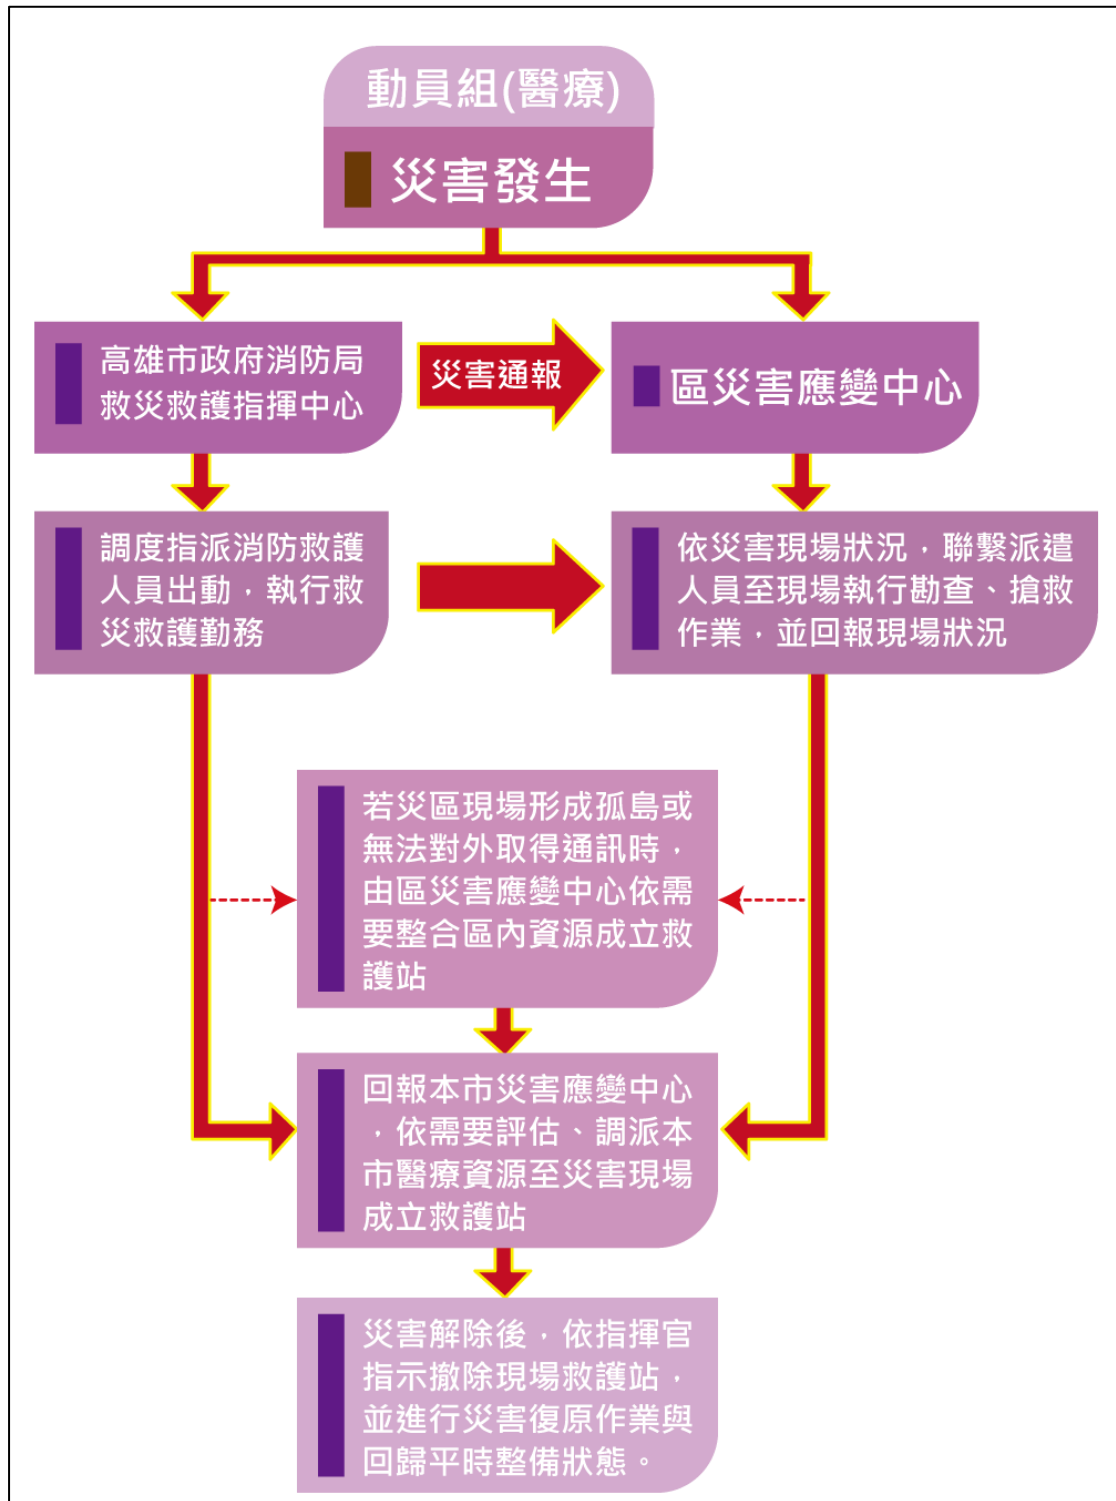 動員組(醫療)
災害發生
高雄市政府消防局
救災救護指揮中心
災害通報
區災害應變中心
調度指派消防救護
人員出動，執行救
災救護勤務
依災害現場狀況，聯繫派遣
人員至現場執行勘查、搶救
作業，並回報現場狀況
若災區現場形成孤島或
無法對外取得通訊時，
由區災害應變中心依需
要整合區內資源成立救
護站
回報本市災害應變中心
，依需要評估、調派本
市醫療資源至災害現場
成立救護站
災害解除後，依指揮官
指示撤除現場救護站，
並進行災害復原作業與
回歸平時整備狀態。